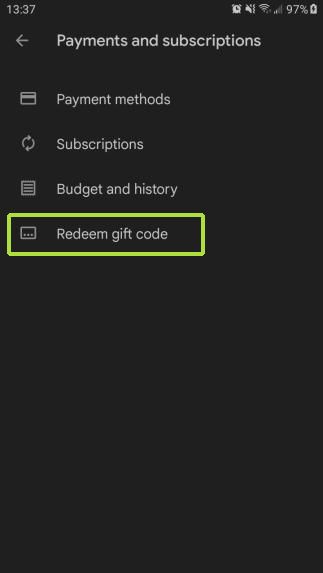 13:37 97%
Payments and subscriptions
Payment methods
Subscriptions
Budget and history
Redeem gift code